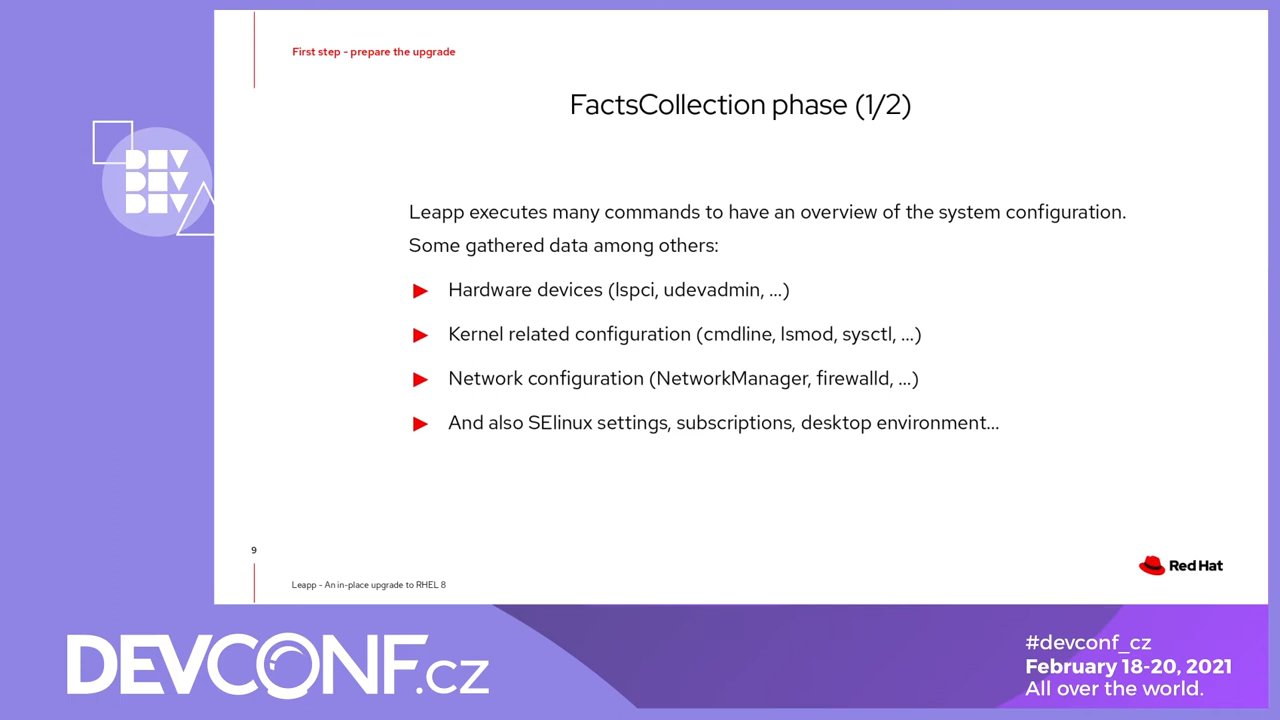 First step - prepare the upgrade
FactsCollection phase (1/2)
DEV
DEV
DEV
Leapp executes many commands to have an overview of the system configuration.
Some gathered data among others:
Hardware devices (lspci, udevadmin, ...)
Kernel related configuration (cmdline, lsmod, sysctl, ...)
Network configuration (NetworkManager, firewalld, ...)
And also SElinux settings, subscriptions, desktop environment...
9
Red Hat
Leapp - An in-place upgrade to RHEL 8
DEVCONF.cz
#devconf_cz
February 18-20, 2021
All over the world.